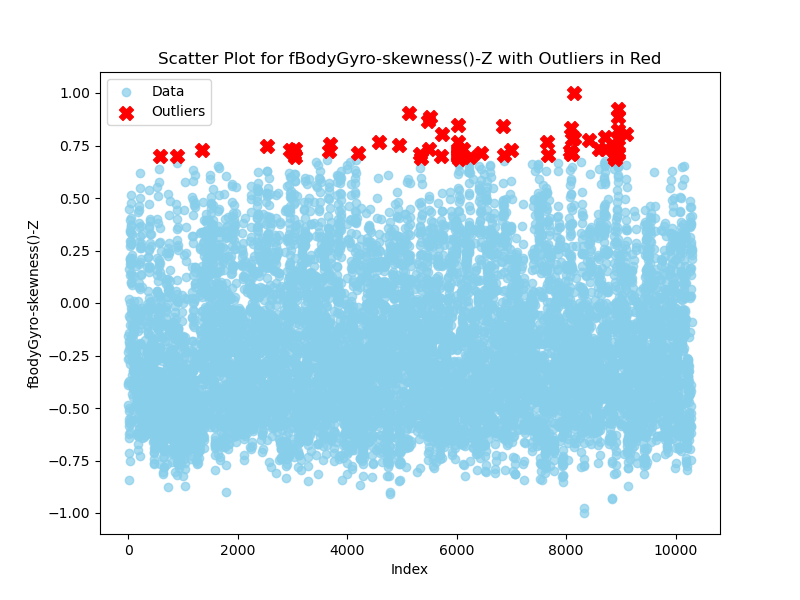 Scatter Plot for fBodyGyro-skewness()-Z with Outliers in Red
Data
Outliers
1.00
0.75
0.50
0.25
0.00
−0.25
−0.50
−0.75
−1.00
fBodyGyro-skewness()-Z
0 2000 4000 6000 8000 10000
Index